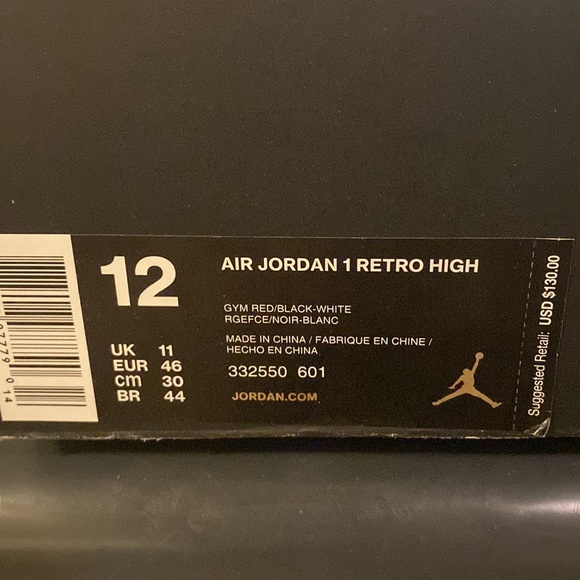 12
AIR JORDAN 1 RETRO HIGH
GYM RED/BLACK-WHITE
RGEFCE/NOIR-BLANC
MADE IN CHINA / FABRIQUE EN CHINE /
HECHO EN CHINA
UK 11
EUR 46
cm 30
BR 44
332550 601
JORDAN.COM
Suggested Retail: USD $130.00